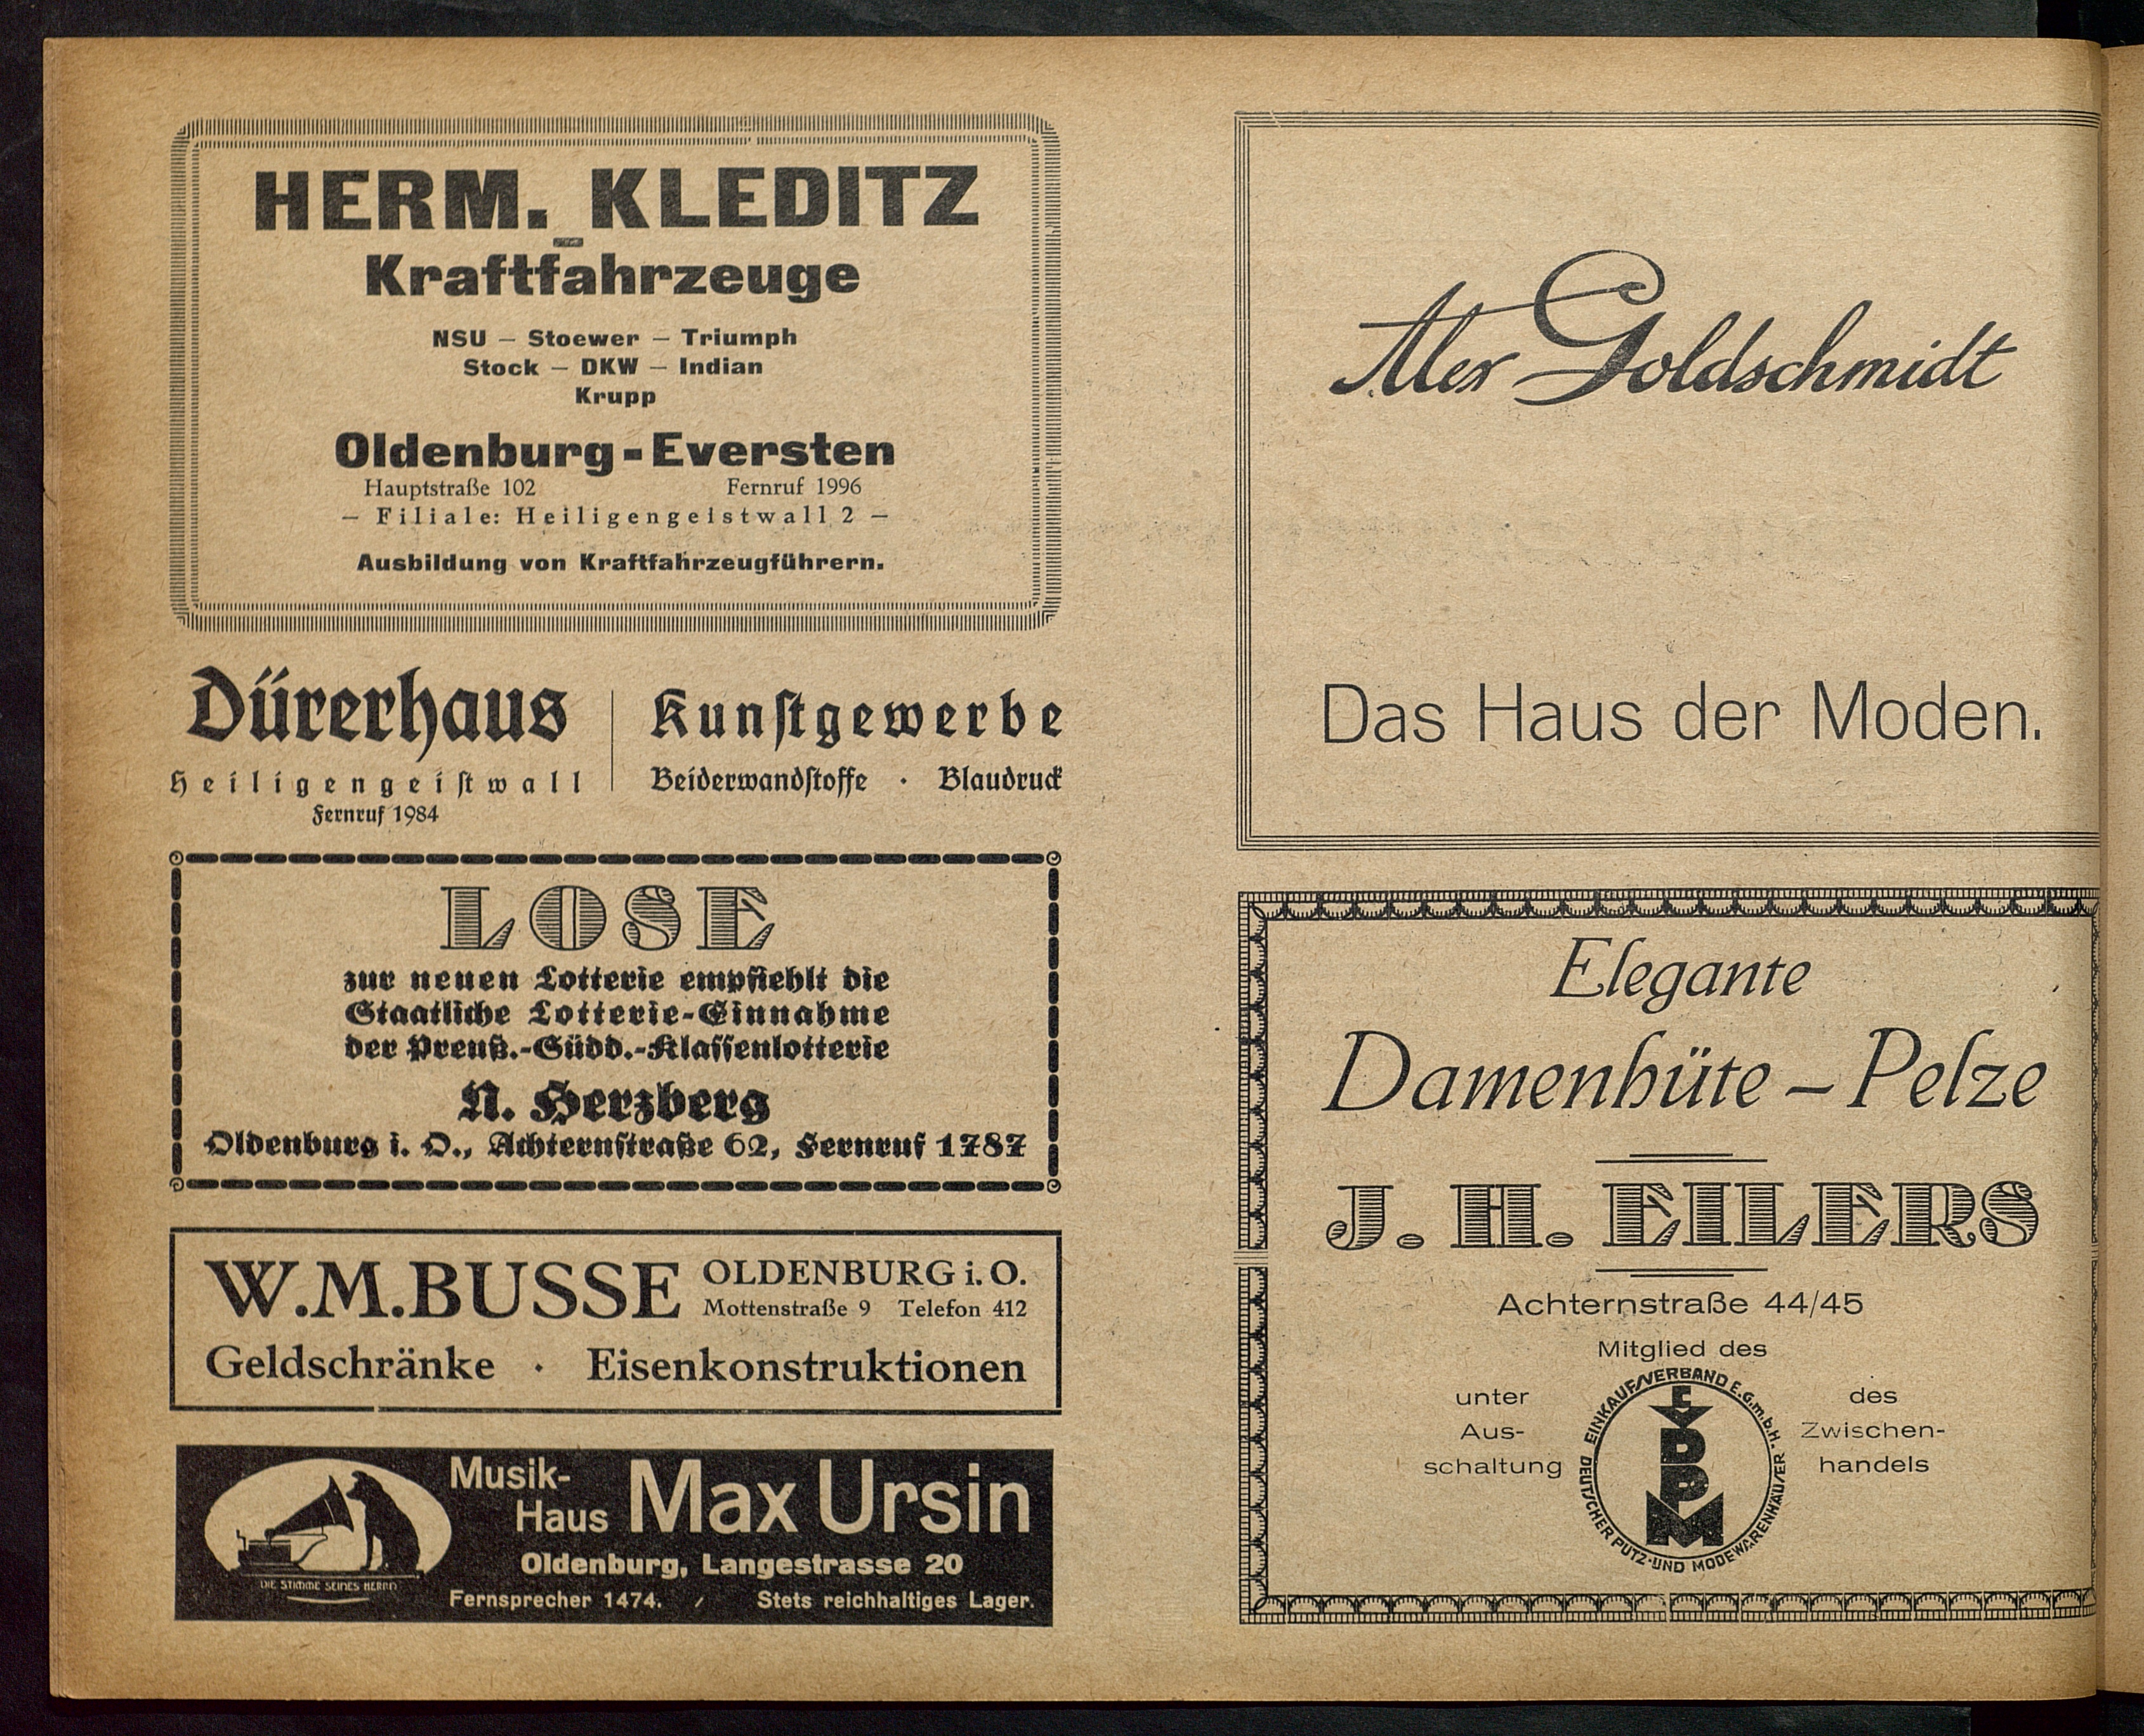 HERM. KLEDITZ
Kraftfahrzeuge
NSU — Stoewer — Triumph
Stock — DKW — Indian
Krupp
Oldenburg-Eversten
Hauptstraße 102 Fernruf 1996
— Filiale: Heiligengeistwall 2 —
Ausbildung von Kraftfahrzeugführern.
Dürerhaus
Heiligengeistwall
Fernruf 1984
Kunstgewerbe
Beiderwandstoffe · Blaudruck
LOSE
zur neuen Lotterie empfiehlt die
Staatliche Lotterie-Einnahme
der Preuß.-Südd.-Klassenlotterie
N. Herzberg
Oldenburg i. O., Achternstraße 62, Fernruf 1787
W.M.BUSSE OLDENBURG i. O.
Mottenstraße 9 Telefon 412
Geldschränke · Eisenkonstruktionen
Musik-
Haus Max Ursin
Oldenburg, Langestrasse 20
Fernsprecher 1474. / Stets reichhaltiges Lager.
DIE STIMME SEINES HERRN
Alex Goldschmidt
Das Haus der Moden.
Elegante
Damenhüte – Pelze
J. H. EILERS
Achternstraße 44/45
Mitglied des
EINKAUFSVERBAND E.G.m.b.H.
DEUTSCHER PUTZ-UND MODEWARENHÄUSER
EVDPM
unter
Aus-
schaltung
des
Zwischen-
handels